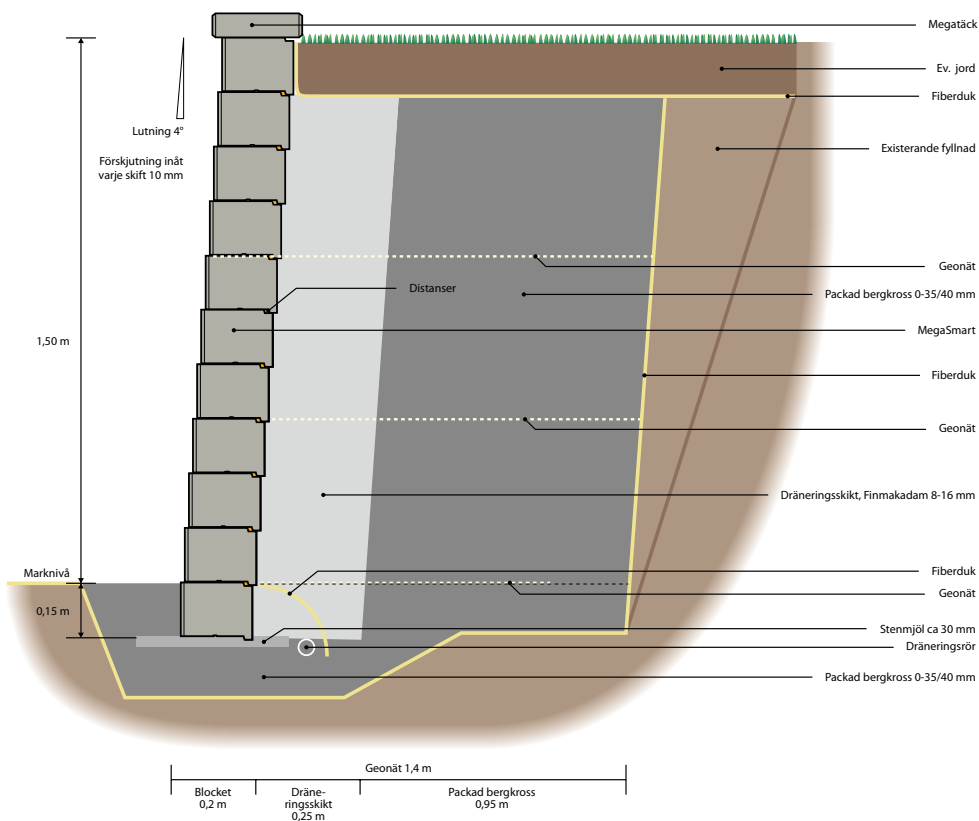 Megatäck
Ev. jord
Fiberduk
Lutning 4°
Förskjutning inåt
varje skift 10 mm
Existerande fyllnad
Geonät
Distanser
Packad bergkross 0-35/40 mm
MegaSmart
1,50 m
Fiberduk
Geonät
Dräneringsskikt, Finmakadam 8-16 mm
Marknivå
Fiberduk
Geonät
0,15 m
Stenmjöl ca 30 mm
Dräneringsrör
Packad bergkross 0-35/40 mm
Geonät 1,4 m
Blocket
0,2 m
Dräne-
ringsskikt
0,25 m
Packad bergkross
0,95 m